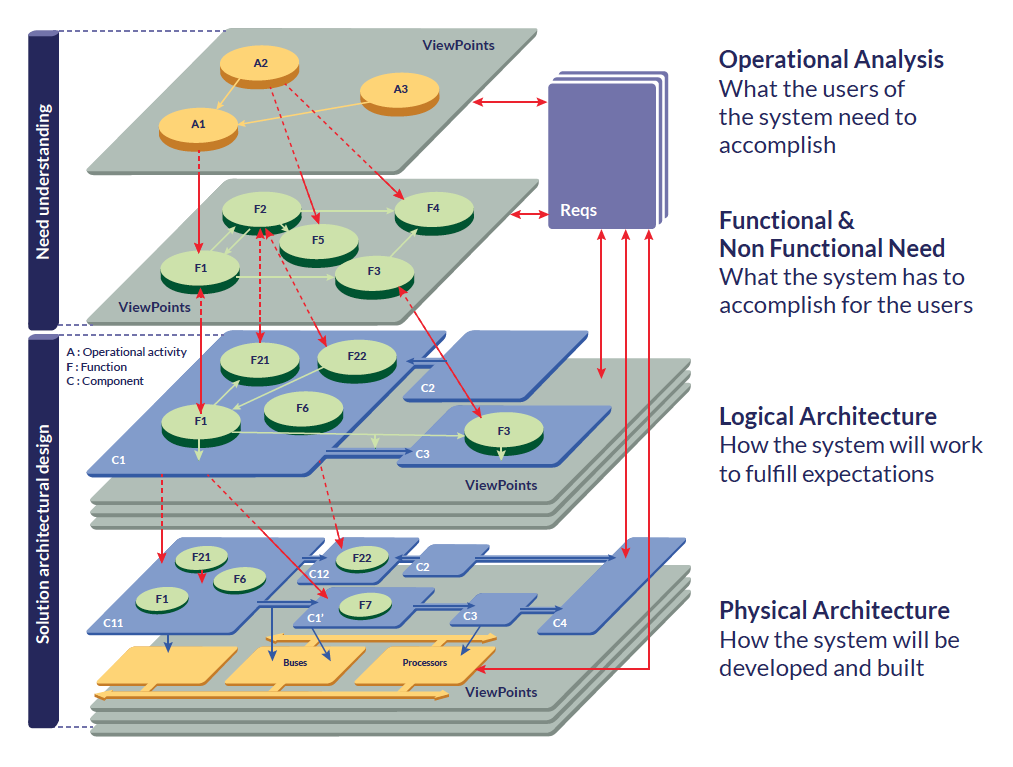 Need understanding
ViewPoints
A2
A3
A1
Reqs
F2
F4
F5
F1
F3
ViewPoints
Solution architectural design
A : Operational activity
F : Function
C : Component
F21
F22
F6
F1
C1
C2
F3
C3
ViewPoints
F21
F6
F1
C11
F22
C12
C2
F7
C1'
C3
C4
Buses
Processors
ViewPoints
Operational Analysis
What the users of
the system need to
accomplish
Functional &
Non Functional Need
What the system has to
accomplish for the users
Logical Architecture
How the system will work
to fulfill expectations
Physical Architecture
How the system will be
developed and built